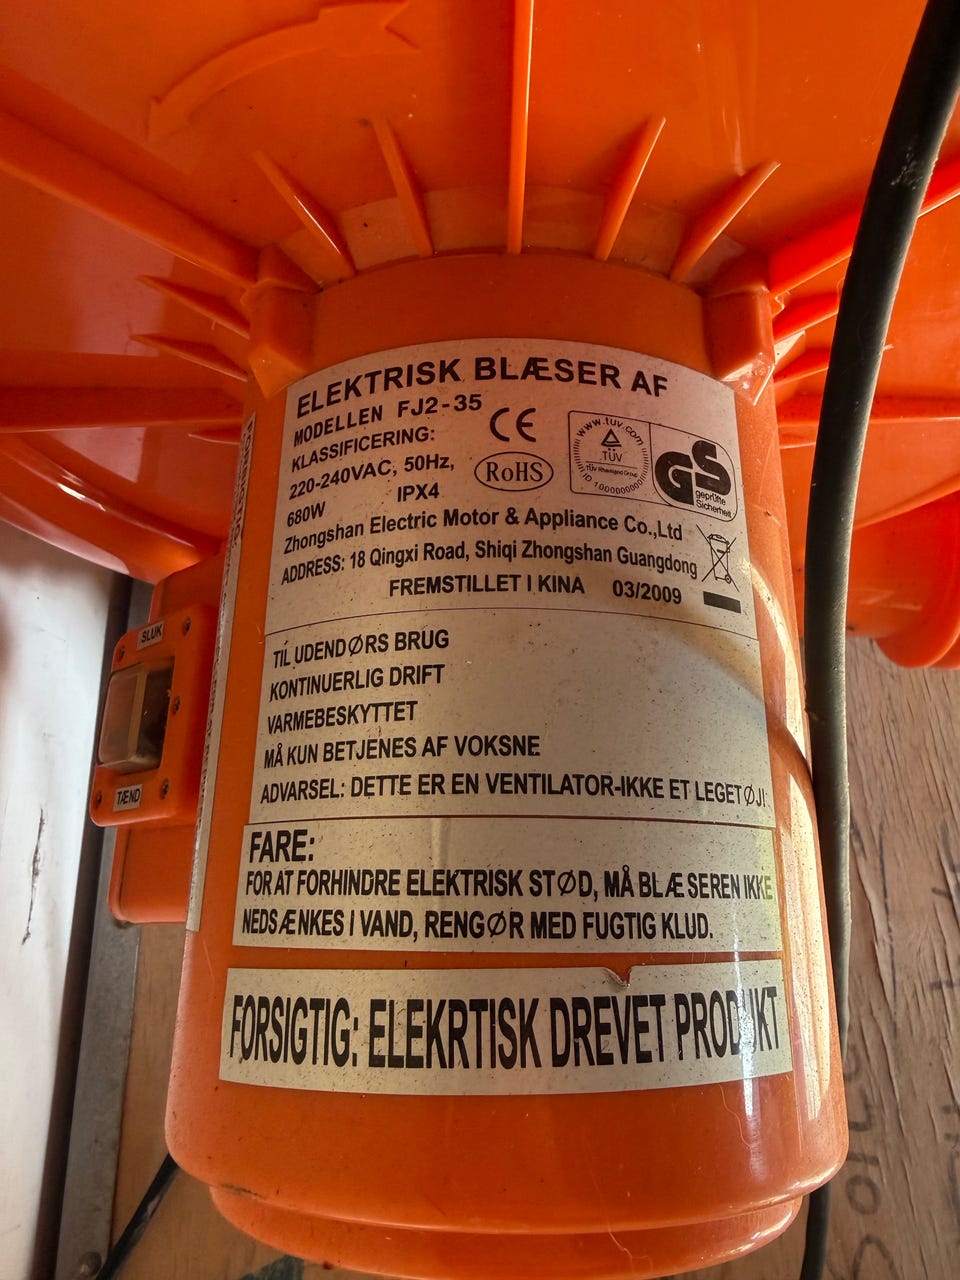 ELEKTRISK BLÆSER AF
MODELLEN FJ2-35
KLASSIFICERING:
220-240VAC, 50Hz,
680W IPX4
CE
RoHS
www.tuv.com
TÜV
TÜV Rheinland Group
GS
geprüfte
Sicherheit
Zhongshan Electric Motor & Appliance Co.,Ltd
ADDRESS: 18 Qingxi Road, Shiqi Zhongshan Guangdong
FREMSTILLET I KINA 03/2009
TIL UDENDØRS BRUG
KONTINUERLIG DRIFT
VARMEBESKYTTET
MÅ KUN BETJENES AF VOKSNE
ADVARSEL: DETTE ER EN VENTILATOR-IKKE ET LEGETØJ!
FARE:
FOR AT FORHINDRE ELEKTRISK STØD, MÅ BLÆSEREN IKKE
NEDSÆNKES I VAND, RENGØR MED FUGTIG KLUD.
FORSIGTIG: ELEKRTISK DREVET PRODUKT
SLUK
TÆND